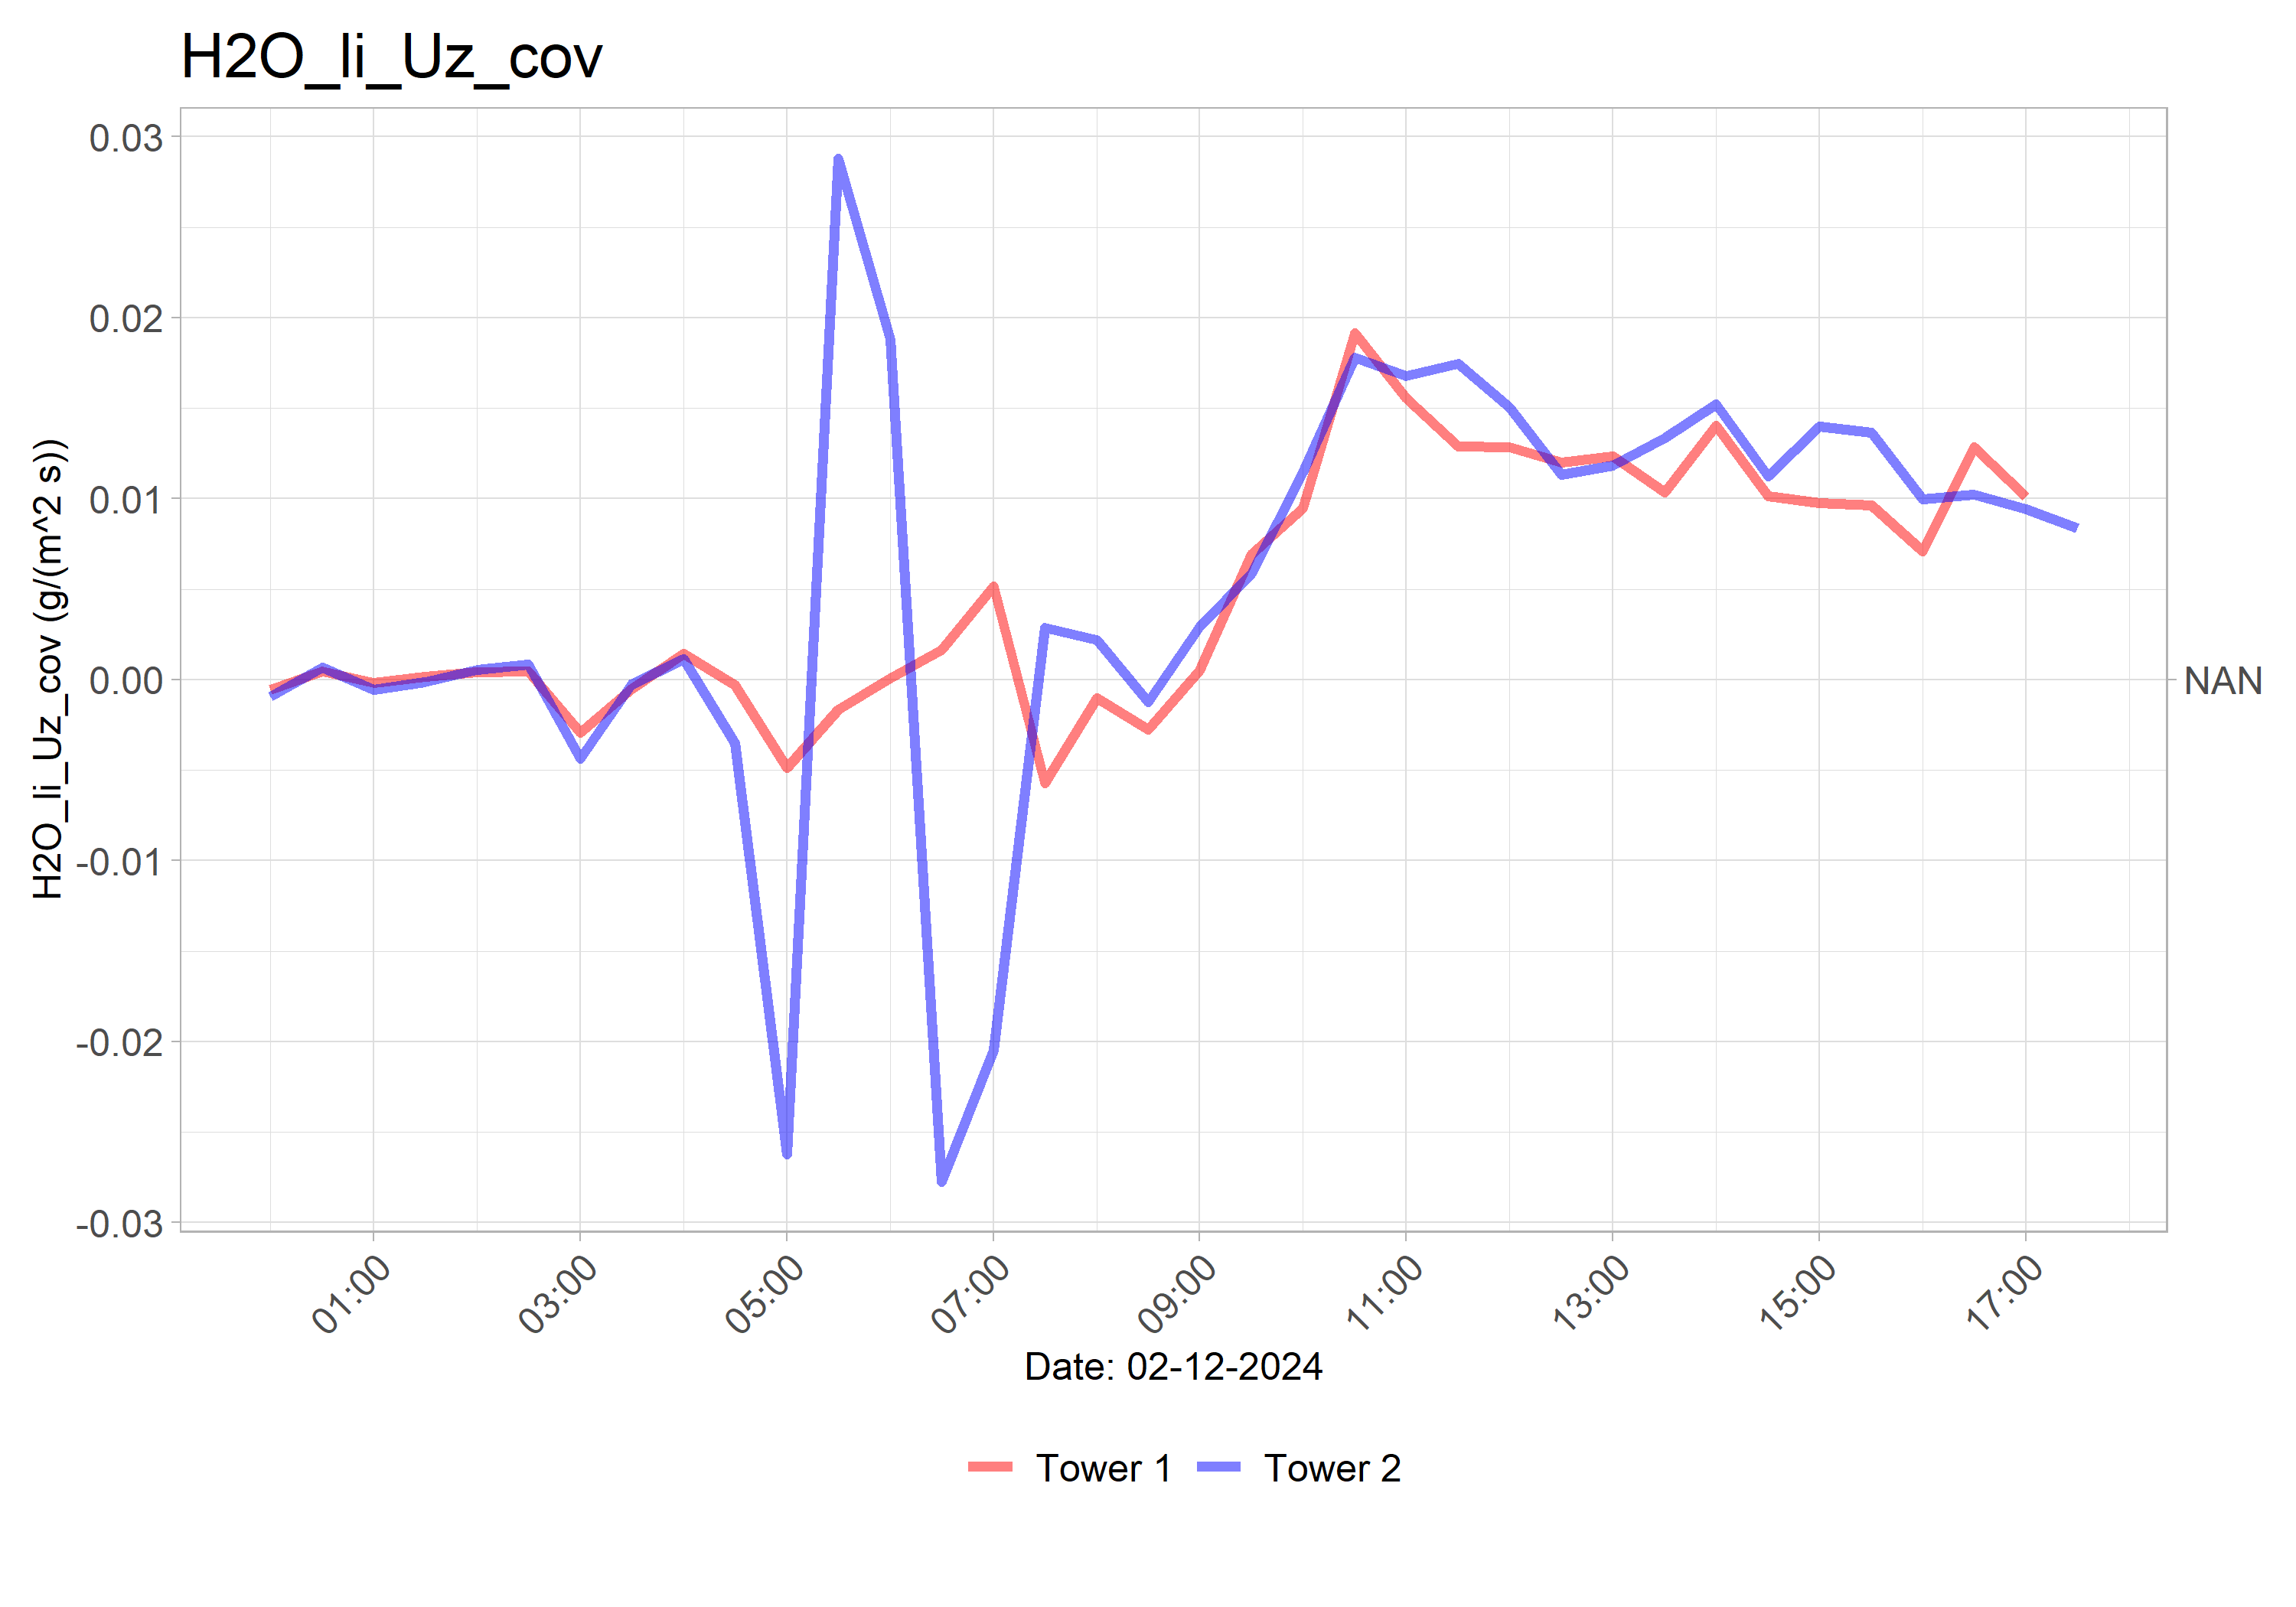 H2O_li_Uz_cov
H2O_li_Uz_cov (g/(m^2 s))
0.03
0.02
0.01
0.00
-0.01
-0.02
-0.03
NAN
01:00
03:00
05:00
07:00
09:00
11:00
13:00
15:00
17:00
Date: 02-12-2024
Tower 1
Tower 2